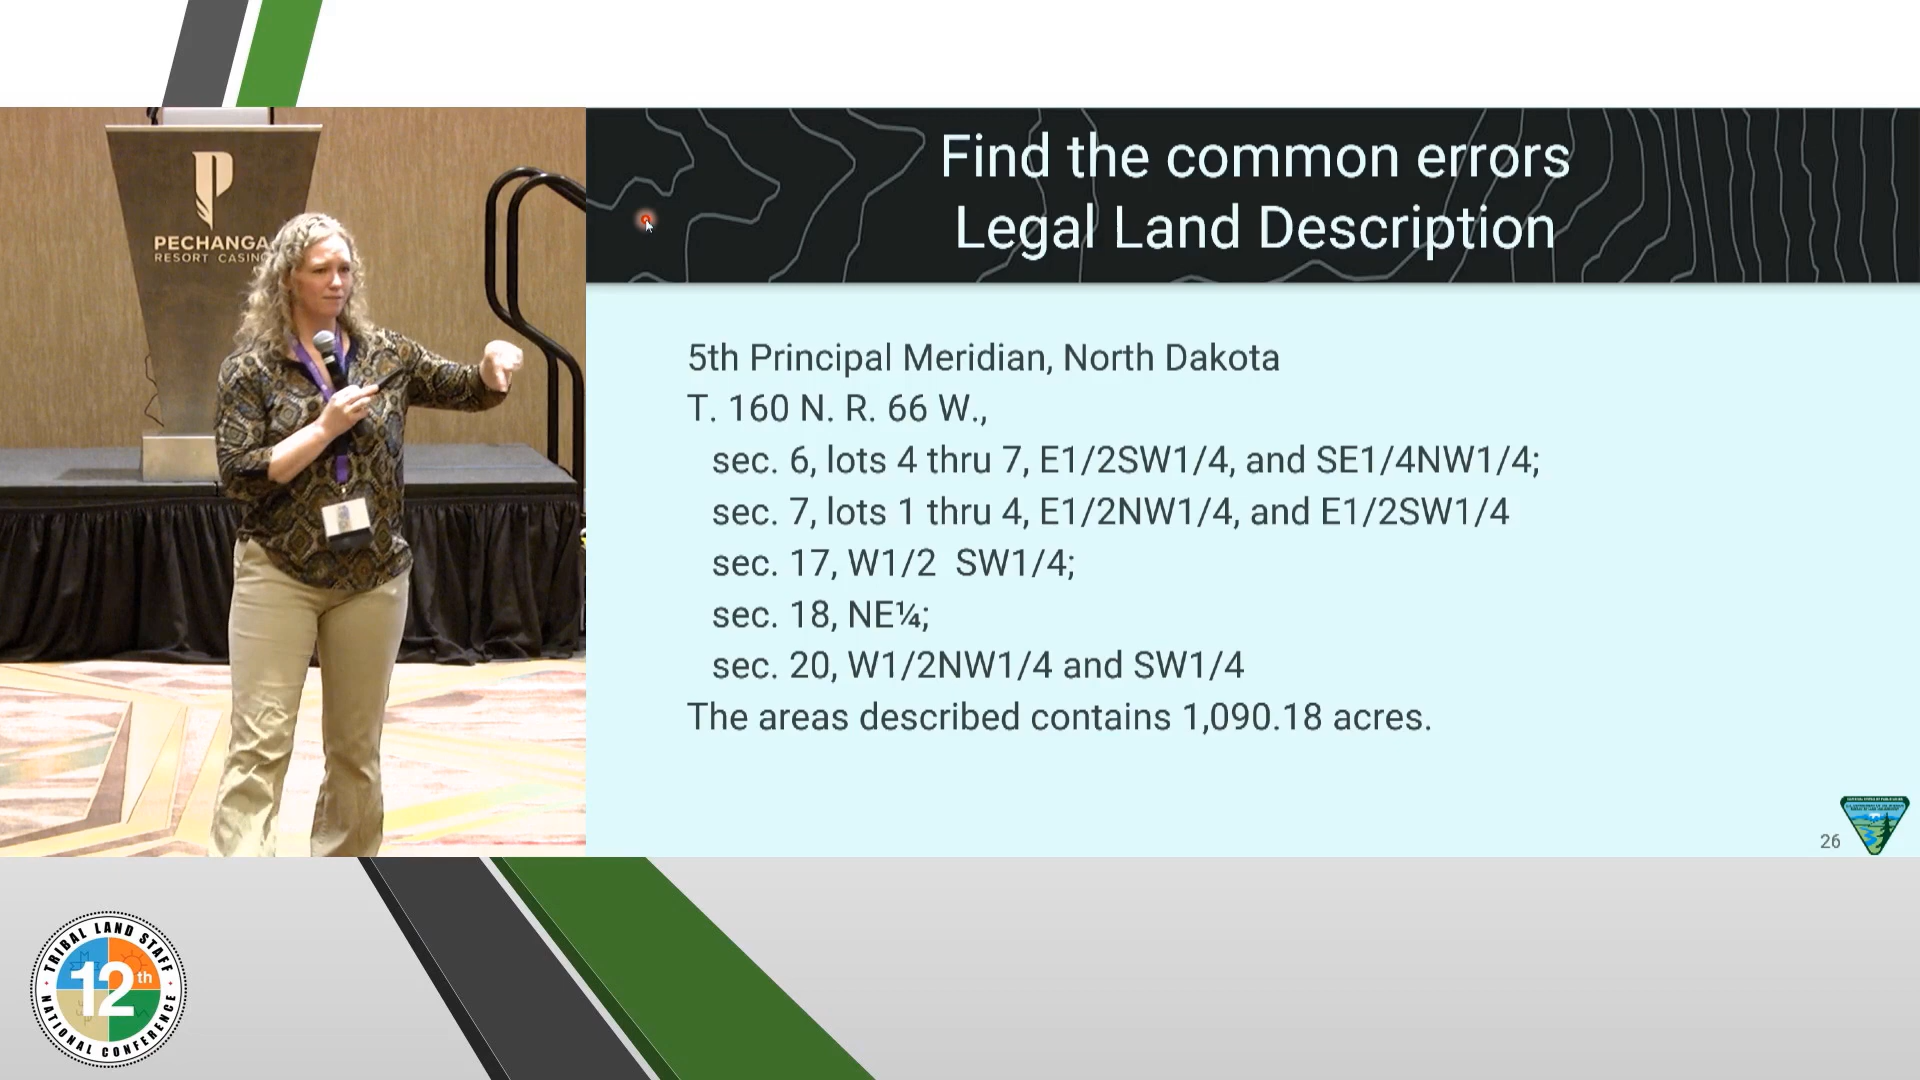 PECHANGA
RESORT CASINO
Find the common errors
Legal Land Description
5th Principal Meridian, North Dakota
T. 160 N. R. 66 W.,
sec. 6, lots 4 thru 7, E1/2SW1/4, and SE1/4NW1/4;
sec. 7, lots 1 thru 4, E1/2NW1/4, and E1/2SW1/4
sec. 17, W1/2  SW1/4;
sec. 18, NE¼;
sec. 20, W1/2NW1/4 and SW1/4
The areas described contains 1,090.18 acres.
26
TRIBAL LAND STAFF
12th
NATIONAL CONFERENCE